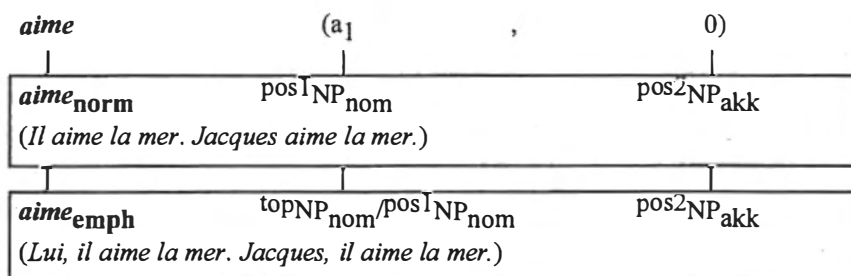 aime (a1 , 0)
aimenorm pos1NPnom pos2NPakk
(Il aime la mer. Jacques aime la mer.)
aimeemph topNPnom/pos1NPnom pos2NPakk
(Lui, il aime la mer. Jacques, il aime la mer.)